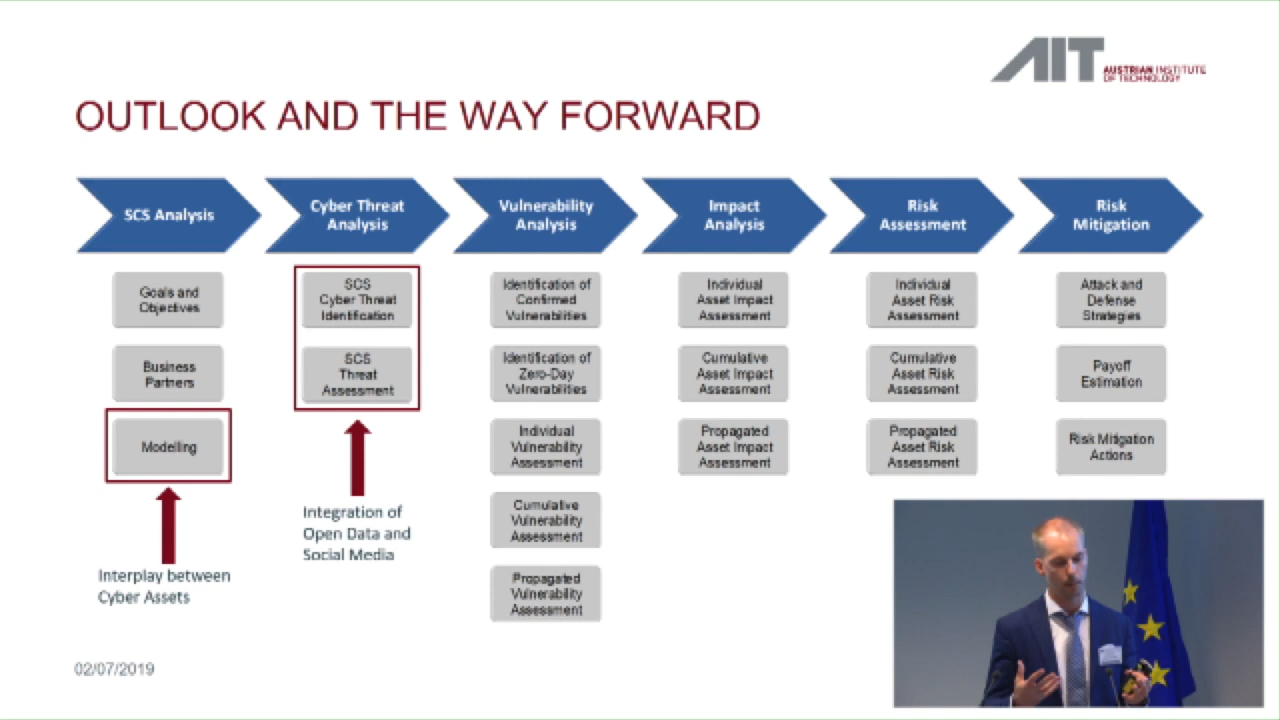 AIT
AUSTRIAN INSTITUTE
OF TECHNOLOGY
OUTLOOK AND THE WAY FORWARD
SCS Analysis
Cyber Threat
Analysis
Vulnerability
Analysis
Impact
Analysis
Risk
Assessment
Risk
Mitigation
Goals and
Objectives
Business
Partners
Modelling
Interplay between
Cyber Assets
SCS
Cyber Threat
Identification
SCS
Threat
Assessment
Integration of
Open Data and
Social Media
Identification of
Confirmed
Vulnerabilities
Identification of
Zero-Day
Vulnerabilities
Individual
Vulnerability
Assessment
Cumulative
Vulnerability
Assessment
Propagated
Vulnerability
Assessment
Individual
Asset Impact
Assessment
Cumulative
Asset Impact
Assessment
Propagated
Asset Impact
Assessment
Individual
Asset Risk
Assessment
Cumulative
Asset Risk
Assessment
Propagated
Asset Risk
Assessment
Attack and
Defense
Strategies
Payoff
Estimation
Risk Mitigation
Actions
02/07/2019